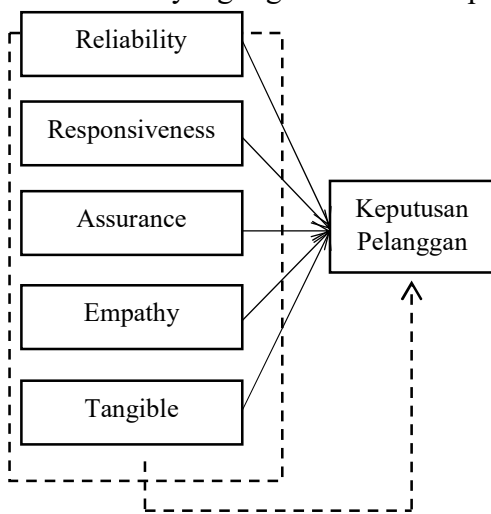 Reliability
Responsiveness
Assurance
Empathy
Tangible
Keputusan
Pelanggan